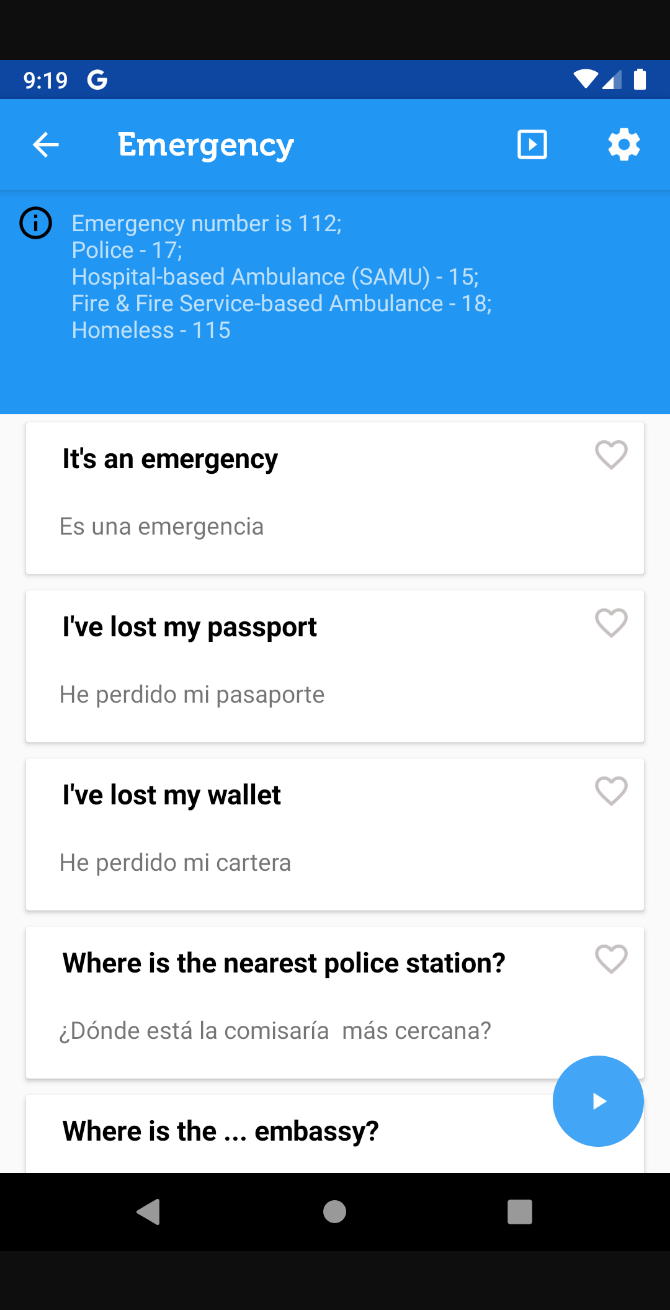 9:19 G
Emergency
Emergency number is 112;
Police - 17;
Hospital-based Ambulance (SAMU) - 15;
Fire & Fire Service-based Ambulance - 18;
Homeless - 115
It's an emergency
Es una emergencia
I've lost my passport
He perdido mi pasaporte
I've lost my wallet
He perdido mi cartera
Where is the nearest police station?
¿Dónde está la comisaría  más cercana?
Where is the ... embassy?